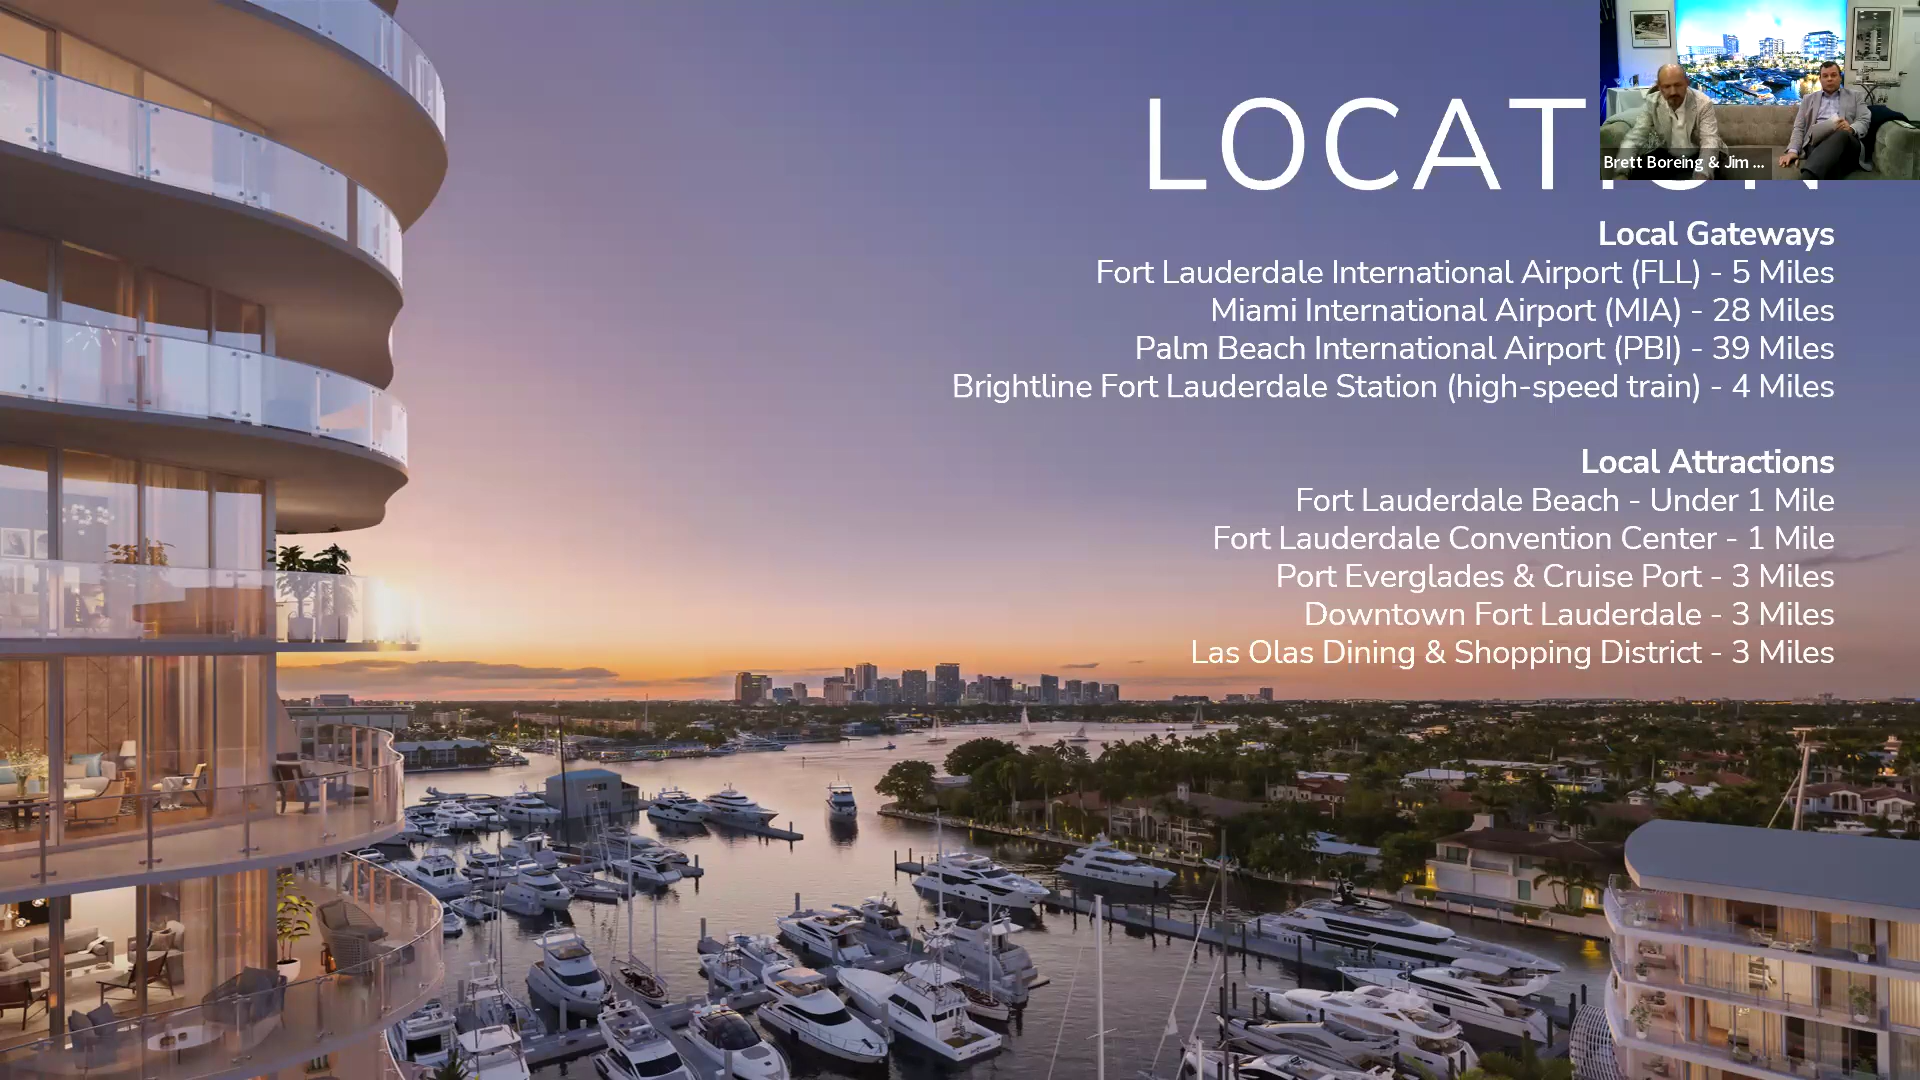 LOCATION
Brett Boreing & Jim ...
Local Gateways
Fort Lauderdale International Airport (FLL) - 5 Miles
Miami International Airport (MIA) - 28 Miles
Palm Beach International Airport (PBI) - 39 Miles
Brightline Fort Lauderdale Station (high-speed train) - 4 Miles
Local Attractions
Fort Lauderdale Beach - Under 1 Mile
Fort Lauderdale Convention Center - 1 Mile
Port Everglades & Cruise Port - 3 Miles
Downtown Fort Lauderdale - 3 Miles
Las Olas Dining & Shopping District - 3 Miles